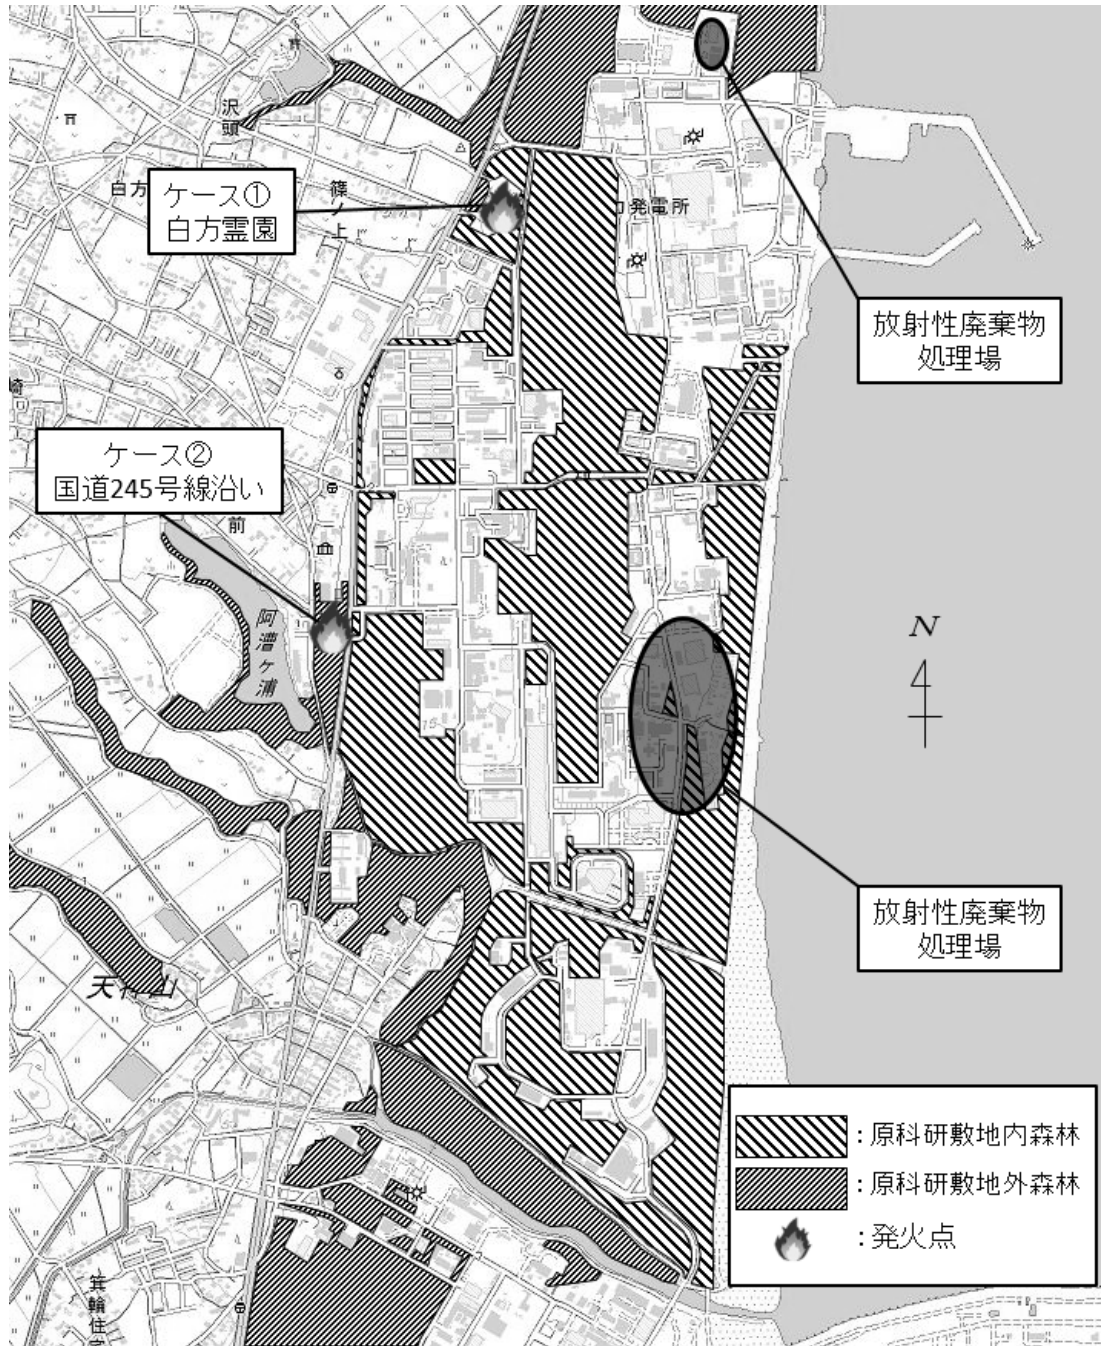 沢
頭
白方
篠
ノ
上
ケース①
白方霊園
力発電所
放射性廃棄物
処理場
ケース②
国道245号線沿い
前
阿
漕
ヶ
浦
N
15
放射性廃棄物
処理場
天神山
:原科研敷地内森林
:原科研敷地外森林
:発火点
箕
輪
住